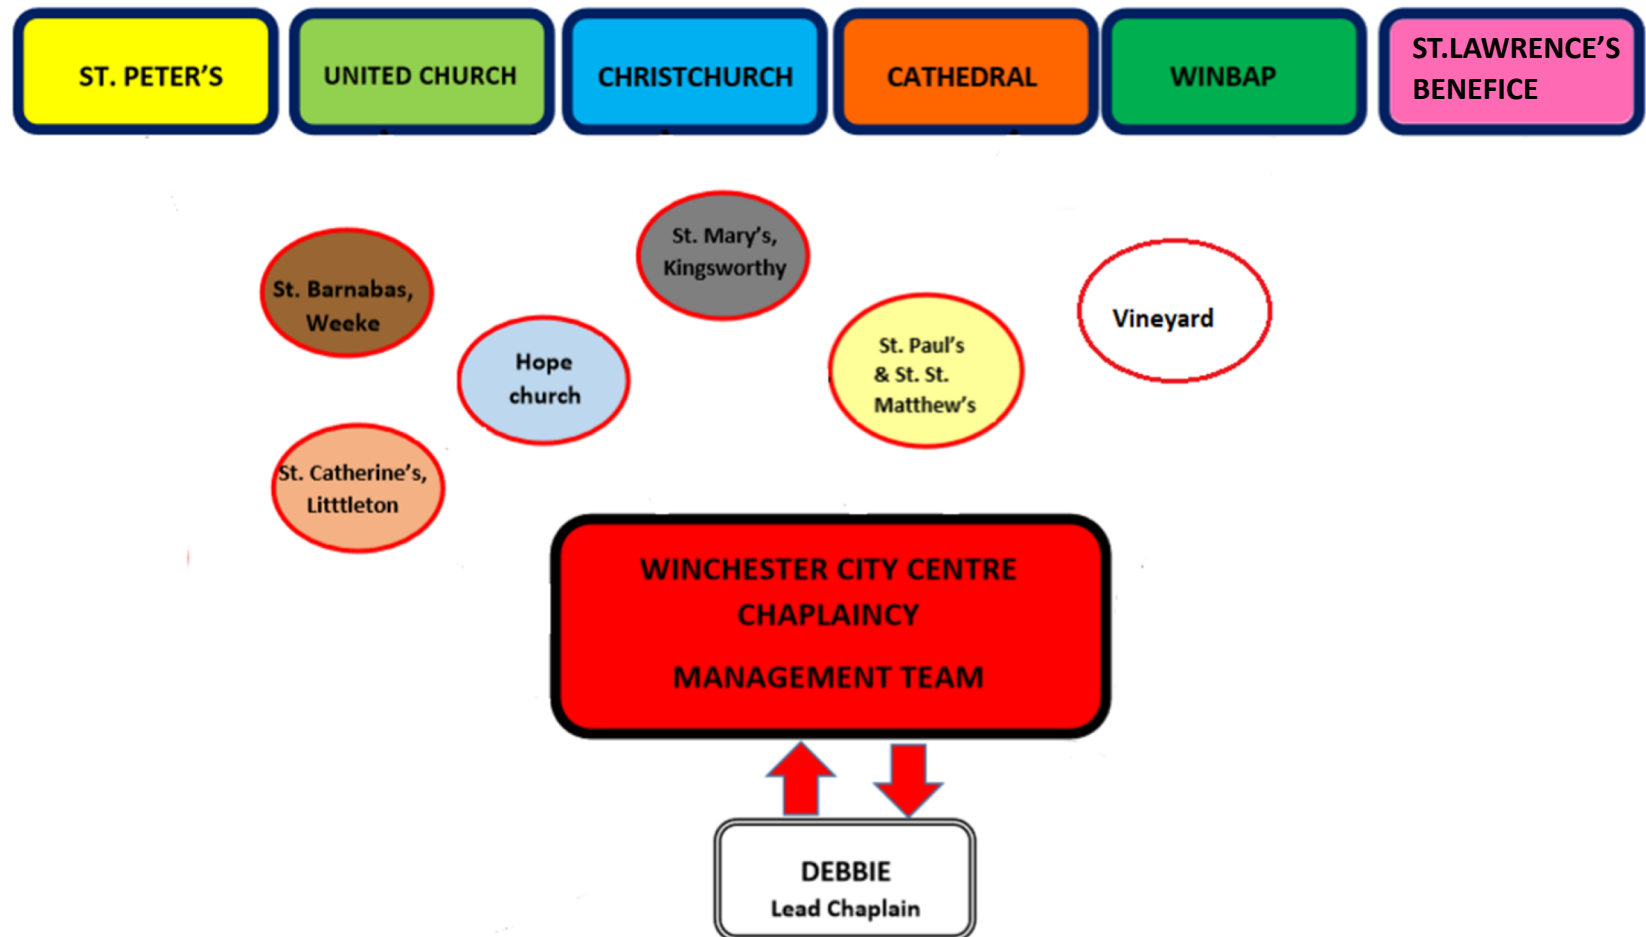 ST. PETER'S
UNITED CHURCH
CHRISTCHURCH
CATHEDRAL
WINBAP
ST.LAWRENCE'S
BENEFICE
St. Mary's,
Kingsworthy
St. Barnabas,
Weeke
Vineyard
Hope
church
St. Paul's
& St. St.
Matthew's
St. Catherine's,
Litttleton
WINCHESTER CITY CENTRE
CHAPLAINCY
MANAGEMENT TEAM
DEBBIE
Lead Chaplain